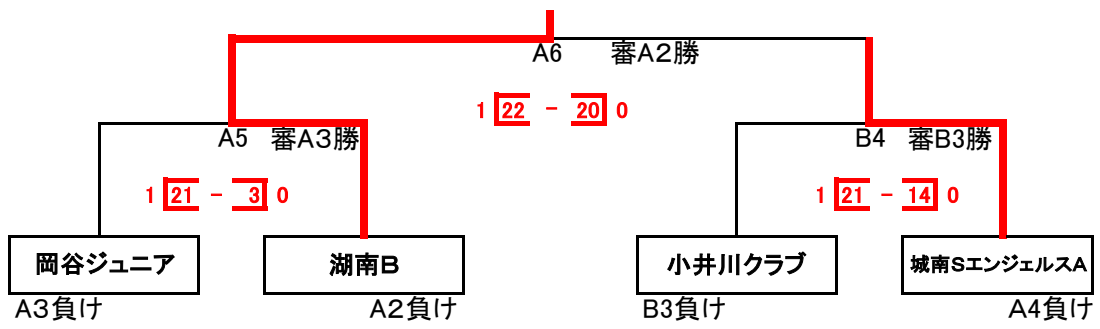 A6 審A2勝
1 22 - 20 0
A5 審A3勝
B4 審B3勝
1 21 - 3 0
1 21 - 14 0
岡谷ジュニア
湖南B
小井川クラブ
城南SエンジェルスA
A3負け
A2負け
B3負け
A4負け